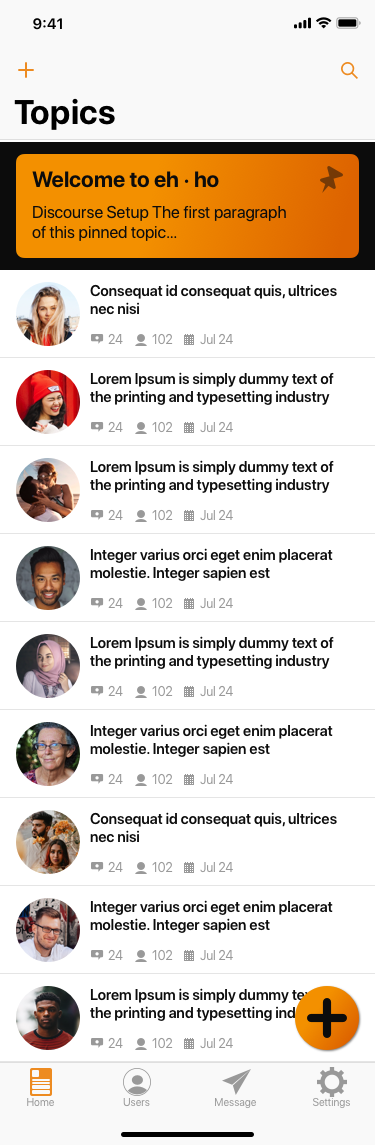 9:41
Topics
Welcome to eh · ho
Discourse Setup The first paragraph
of this pinned topic...
Consequat id consequat quis, ultrices
nec nisi
24 102 Jul 24
Lorem Ipsum is simply dummy text of
the printing and typesetting industry
24 102 Jul 24
Lorem Ipsum is simply dummy text of
the printing and typesetting industry
24 102 Jul 24
Integer varius orci eget enim placerat
molestie. Integer sapien est
24 102 Jul 24
Lorem Ipsum is simply dummy text of
the printing and typesetting industry
24 102 Jul 24
Integer varius orci eget enim placerat
molestie. Integer sapien est
24 102 Jul 24
Consequat id consequat quis, ultrices
nec nisi
24 102 Jul 24
Integer varius orci eget enim placerat
molestie. Integer sapien est
24 102 Jul 24
Lorem Ipsum is simply dummy
the printing and typesetting
24 102 Jul 24
Home Users Message Settings